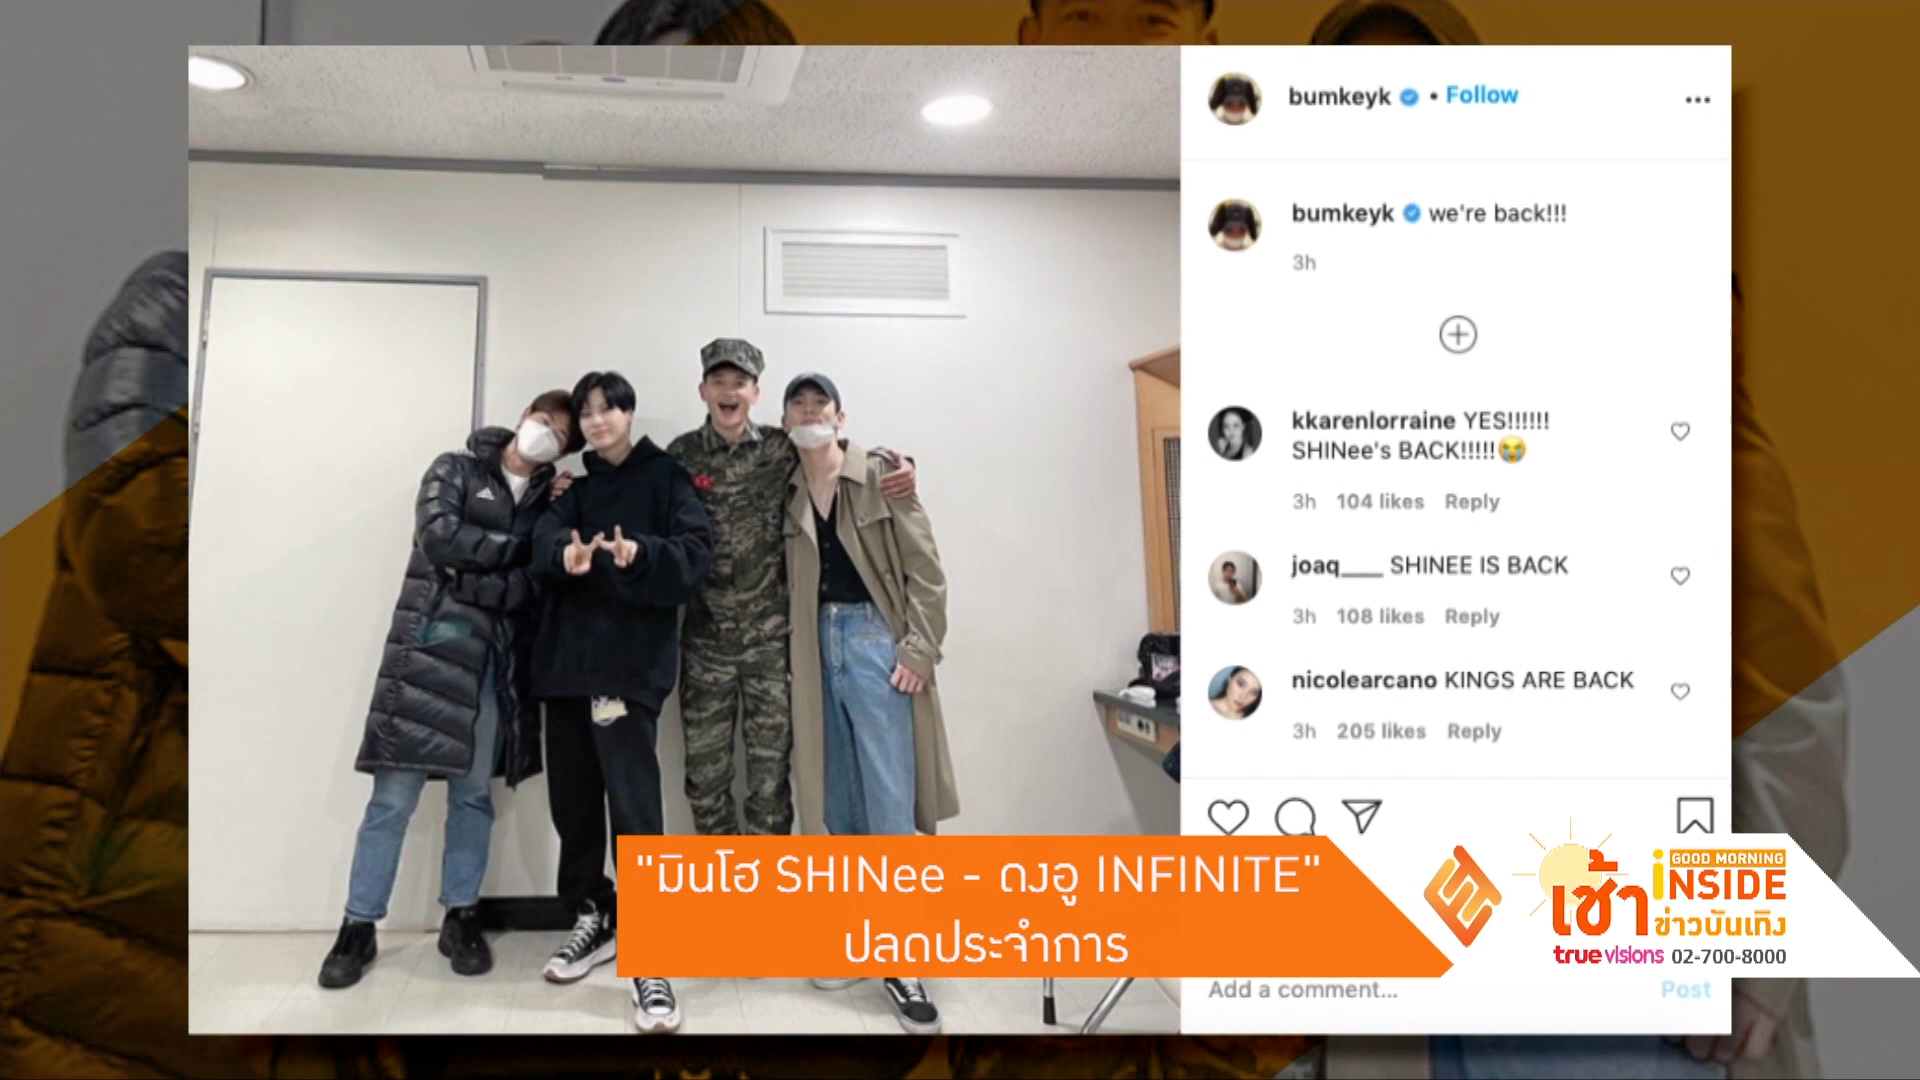 bumkeyk • Follow
bumkeyk we're back!!!
3h
kkarenlorraine YES!!!!!!
SHINee's BACK!!!!!😭
3h 104 likes Reply
joaq____ SHINEE IS BACK
3h 108 likes Reply
nicolearcano KINGS ARE BACK
3h 205 likes Reply
"มินโฮ SHINee - ดงอู INFINITE"
ปลดประจำการ
เช้า
GOOD MORNING
iNSIDE
ข่าวบันเทิง
truevisions 02-700-8000
Add a comment...
Post